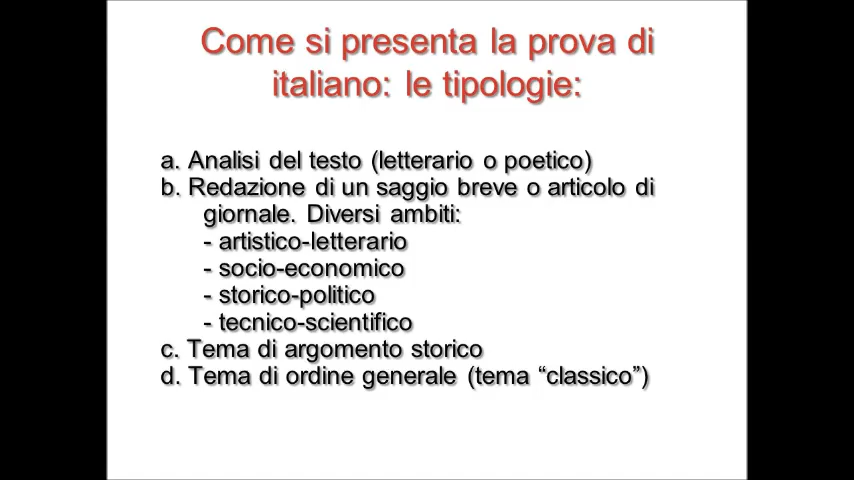 Come si presenta la prova di
italiano: le tipologie:
a. Analisi del testo (letterario o poetico)
b. Redazione di un saggio breve o articolo di
giornale. Diversi ambiti:
- artistico-letterario
- socio-economico
- storico-politico
- tecnico-scientifico
c. Tema di argomento storico
d. Tema di ordine generale (tema “classico”)